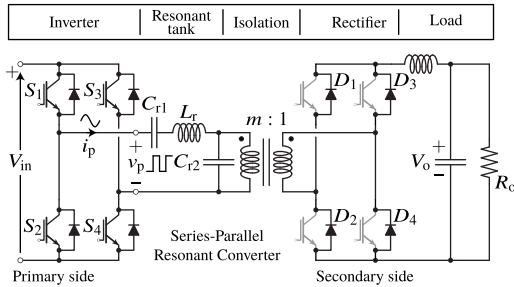 Inverter
Resonant tank
Isolation
Rectifier
Load
+
S1
S3
Cr1
Lr
m : 1
D1
D3
ip
+
Vin
vp
Cr2
Vo
+
−
Ro
−
S2
S4
D2
D4
Series-Parallel
Resonant Converter
Primary side
Secondary side